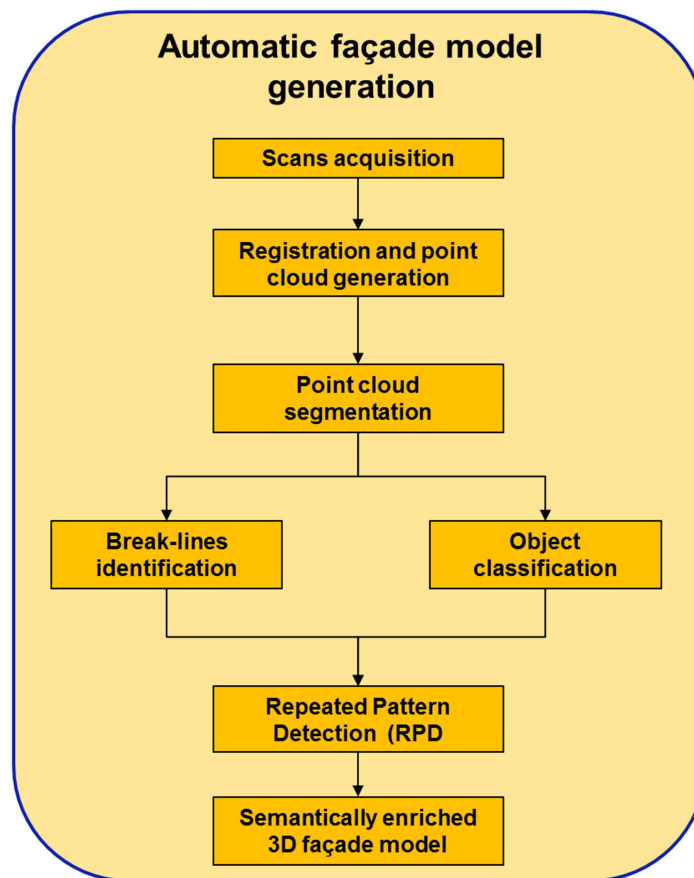 Automatic façade model
generation
Scans acquisition
Registration and point
cloud generation
Point cloud
segmentation
Break-lines
identification
Object
classification
Repeated Pattern
Detection (RPD
Semantically enriched
3D façade model